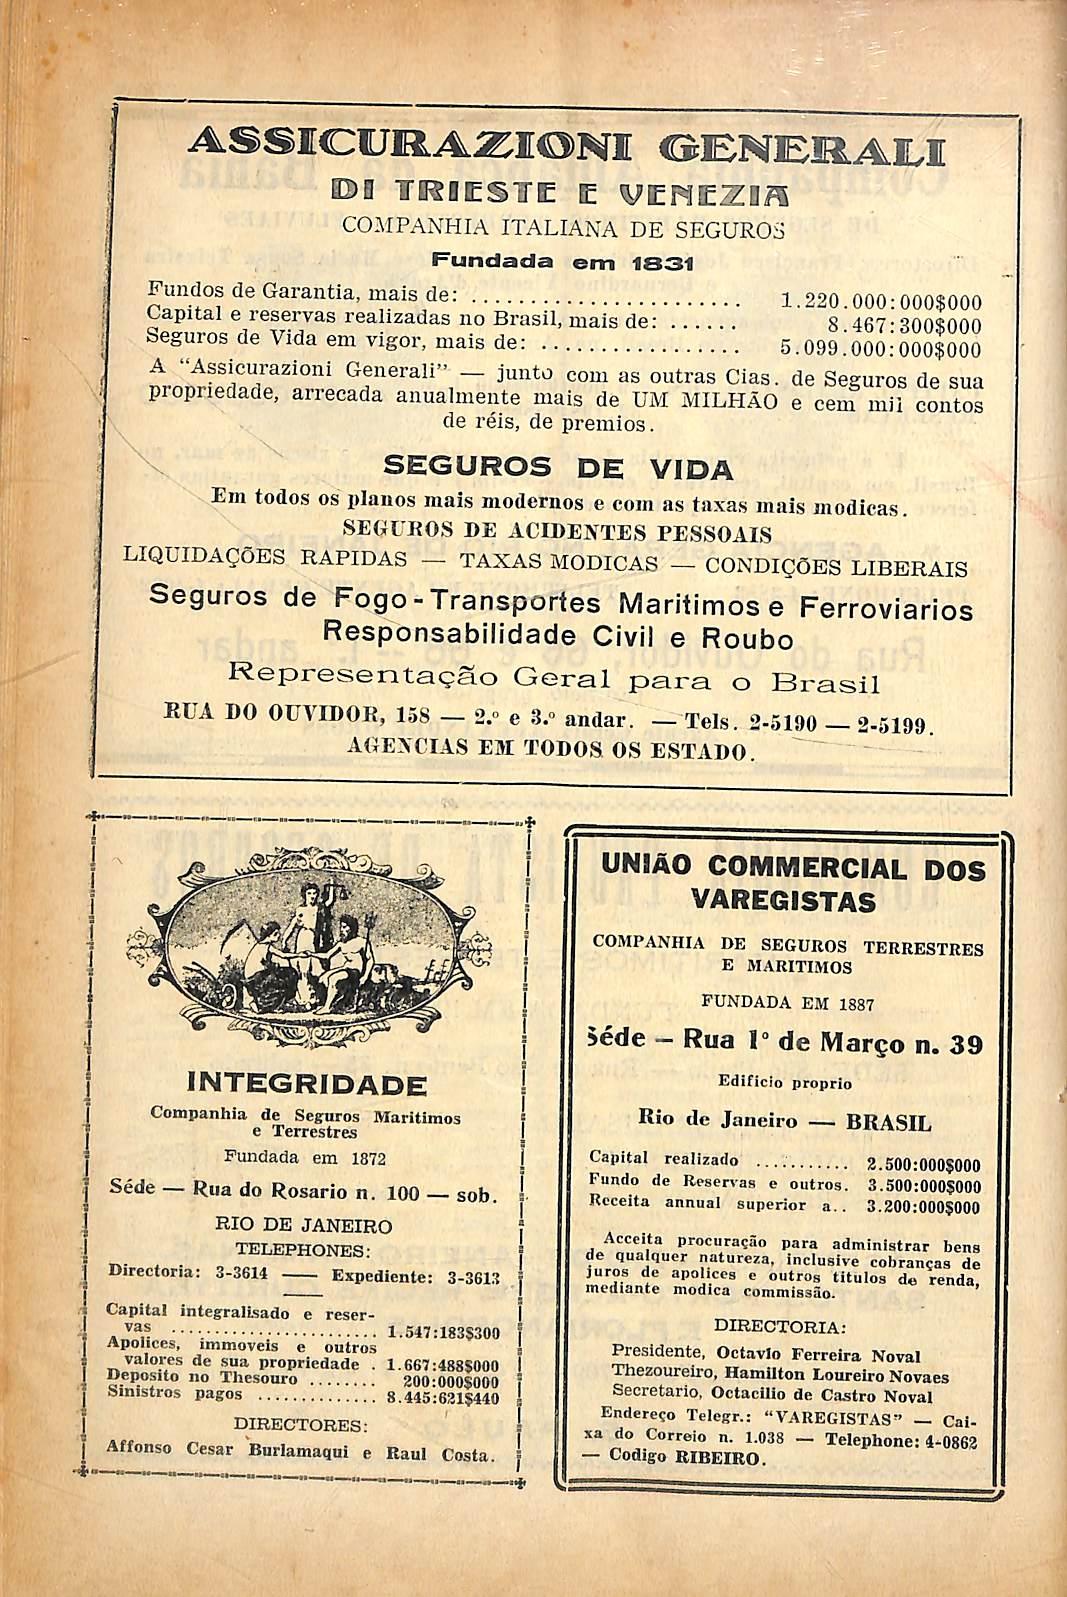 ASSICURAZIONI GENERALI
DI TRIESTE E VENEZIA
COMPANHIA ITALIANA DE SEGUROS
Fundada em 1831
Fundos de Garantia, mais de: ........................ 1.220.000:000$000
Capital e reservas realizadas no Brasil, mais de: ...... 8.467:300$000
Seguros de Vida em vigor, mais de: .................. 5.099.000:000$000
A "Assicurazioni Generali" — junto com as outras Cias. de Seguros de sua
propriedade, arrecada anualmente mais de UM MILHÃO e cem mil contos
de réis, de premios.
SEGUROS DE VIDA
Em todos os planos mais modernos e com as taxas mais modicas.
SEGUROS DE ACIDENTES PESSOAIS
LIQUIDAÇÕES RAPIDAS — TAXAS MODICAS — CONDIÇÕES LIBERAIS
Seguros de Fogo - Transportes Maritimos e Ferroviarios
Responsabilidade Civil e Roubo
Representação Geral para o Brasil
RUA DO OUVIDOR, 158 — 2.º e 3.º andar. — Tels. 2-5190 — 2-5199.
AGENCIAS EM TODOS OS ESTADO.
INTEGRIDADE
Companhia de Seguros Maritimos
e Terrestres
Fundada em 1872
Séde — Rua do Rosario n. 100 — sob.
RIO DE JANEIRO
TELEPHONES:
Directoria: 3-3614 — Expediente: 3-3613
Capital integralisado e reser-
vas ........................ 1.547:183$300
Apolices, immoveis e outros
valores de sua propriedade . 1.667:488$000
Deposito no Thesouro ........ 200:000$000
Sinistros pagos .............. 8.445:621$440
DIRECTORES:
Affonso Cesar Burlamaqui e Raul Costa.
UNIÃO COMMERCIAL DOS
VAREGISTAS
COMPANHIA DE SEGUROS TERRESTRES
E MARITIMOS
FUNDADA EM 1887
Séde — Rua 1º de Março n. 39
Edificio proprio
Rio de Janeiro — BRASIL
Capital realizado ........... 2.500:000$000
Fundo de Reservas e outros. 3.500:000$000
Receita annual superior a.. 3.200:000$000
Acceita procuração para administrar bens
de qualquer natureza, inclusive cobranças de
juros de apolices e outros titulos de renda,
mediante modica commissão.
DIRECTORIA:
Presidente, Octavio Ferreira Noval
Thezoureiro, Hamilton Loureiro Novaes
Secretario, Octacilio de Castro Noval
Endereço Telegr.: "VAREGISTAS" — Cai-
xa do Correio n. 1.038 — Telephone: 4-0862
— Codigo RIBEIRO.